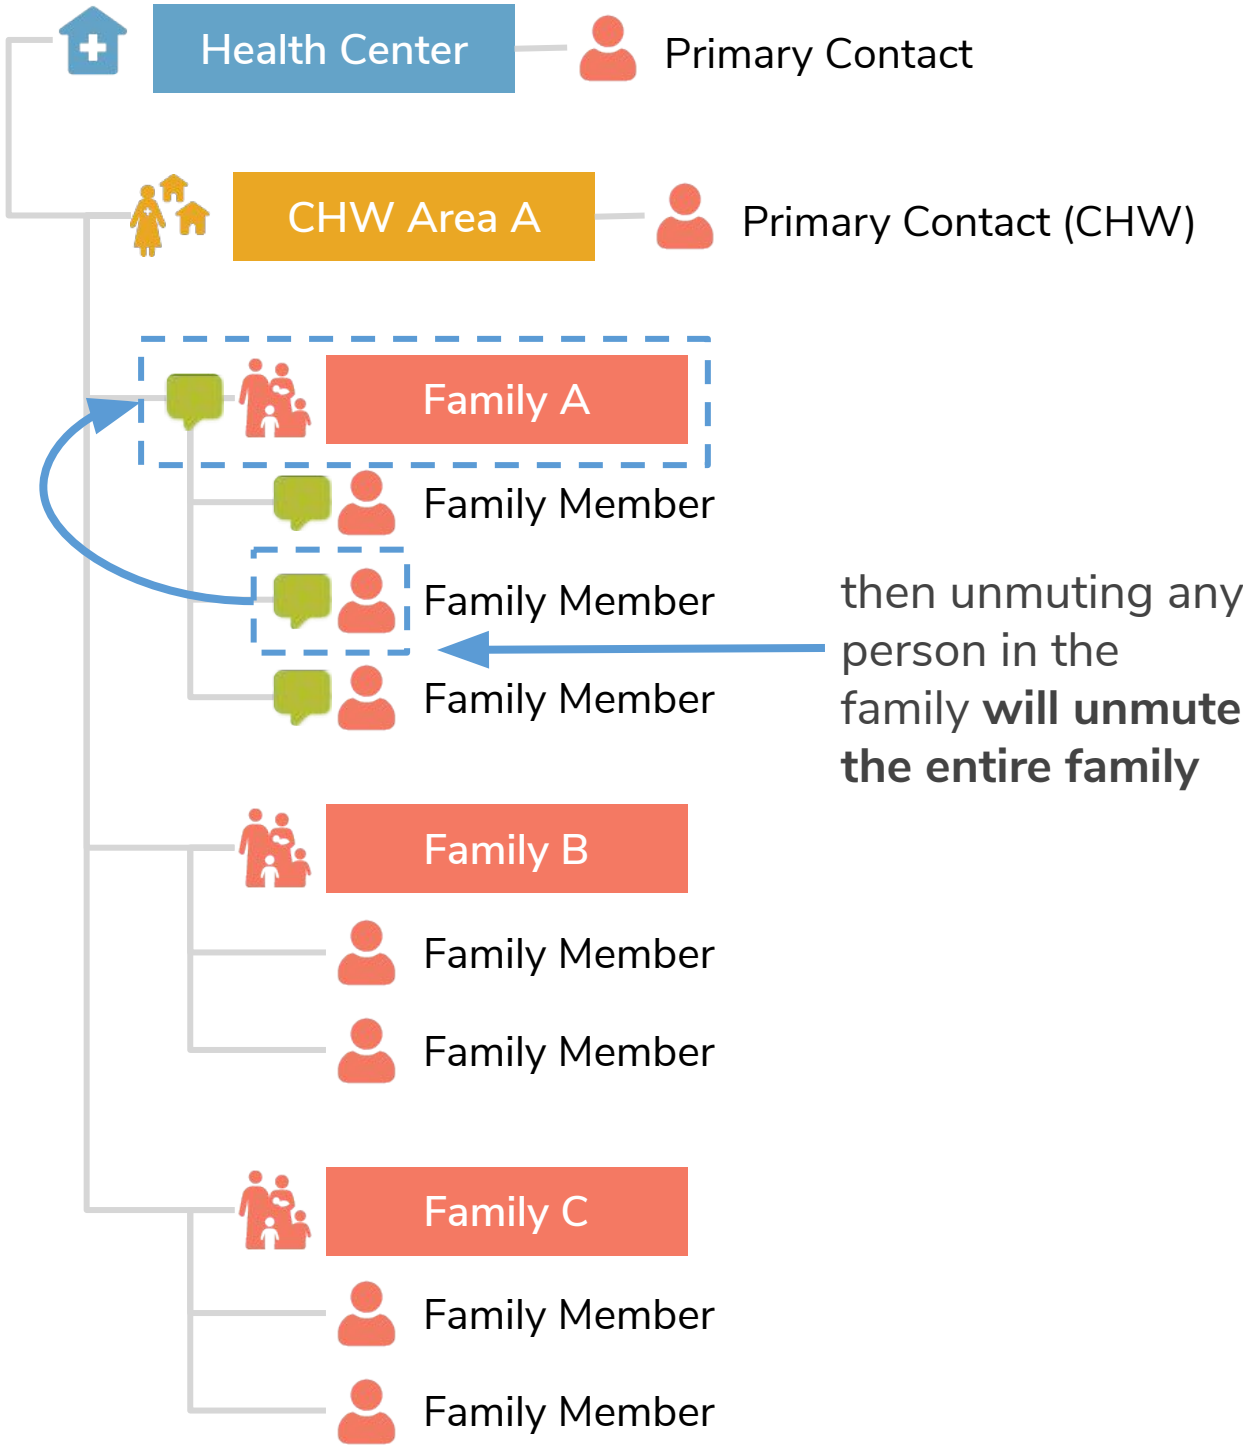 Health Center
Primary Contact
CHW Area A
Primary Contact (CHW)
Family A
Family Member
Family Member
Family Member
then unmuting any
person in the
family will unmute
the entire family
Family B
Family Member
Family Member
Family C
Family Member
Family Member